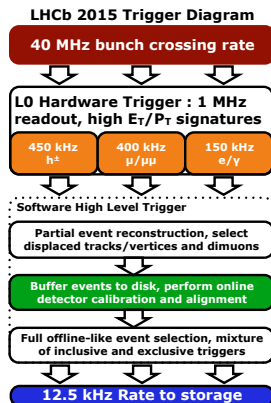 LHCb 2015 Trigger Diagram
40 MHz bunch crossing rate
L0 Hardware Trigger : 1 MHz
readout, high ET/PT signatures
450 kHz
h±
400 kHz
μ/μμ
150 kHz
e/γ
Software High Level Trigger
Partial event reconstruction, select
displaced tracks/vertices and dimuons
Buffer events to disk, perform online
detector calibration and alignment
Full offline-like event selection, mixture
of inclusive and exclusive triggers
12.5 kHz Rate to storage